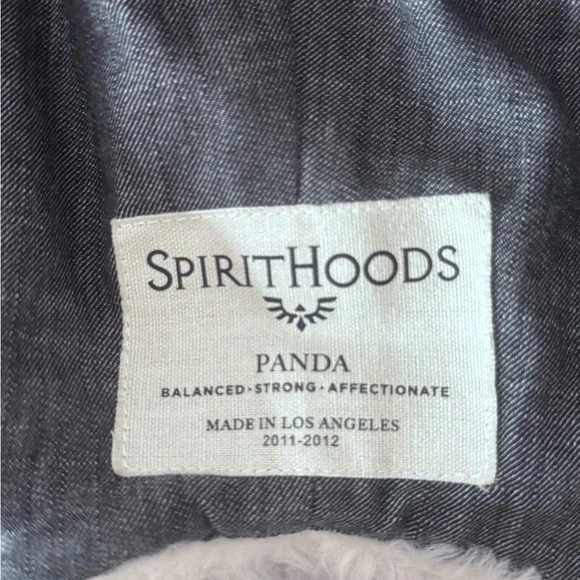 SPIRITHOODS
PANDA
BALANCED · STRONG · AFFECTIONATE
MADE IN LOS ANGELES
2011-2012